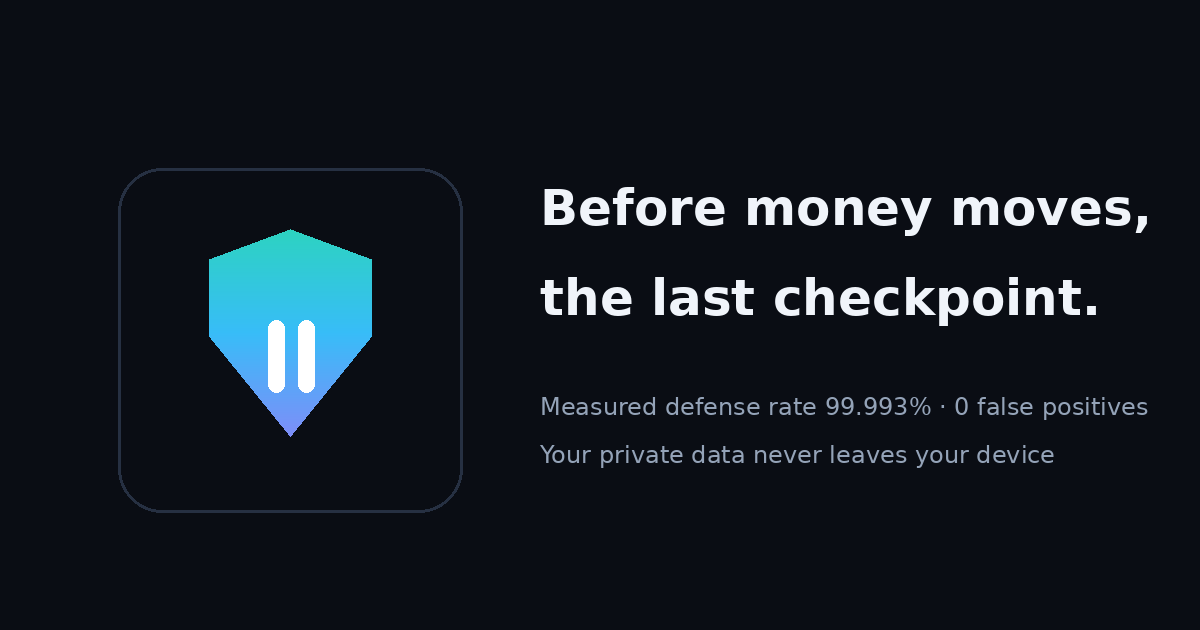 Before money moves,
the last checkpoint.
Measured defense rate 99.993% · 0 false positives
Your private data never leaves your device